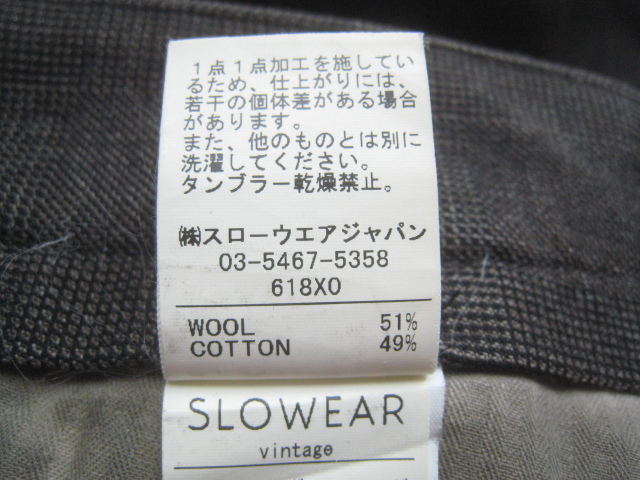 1点1点加工を施してい
るため、仕上がりには、
若干の個体差がある場合
があります。
また、他のものとは別に
洗濯してください。
タンブラー乾燥禁止。
㈱スローウエアジャパン
03-5467-5358
618X0
WOOL 51%
COTTON 49%
SLOWEAR
vintage